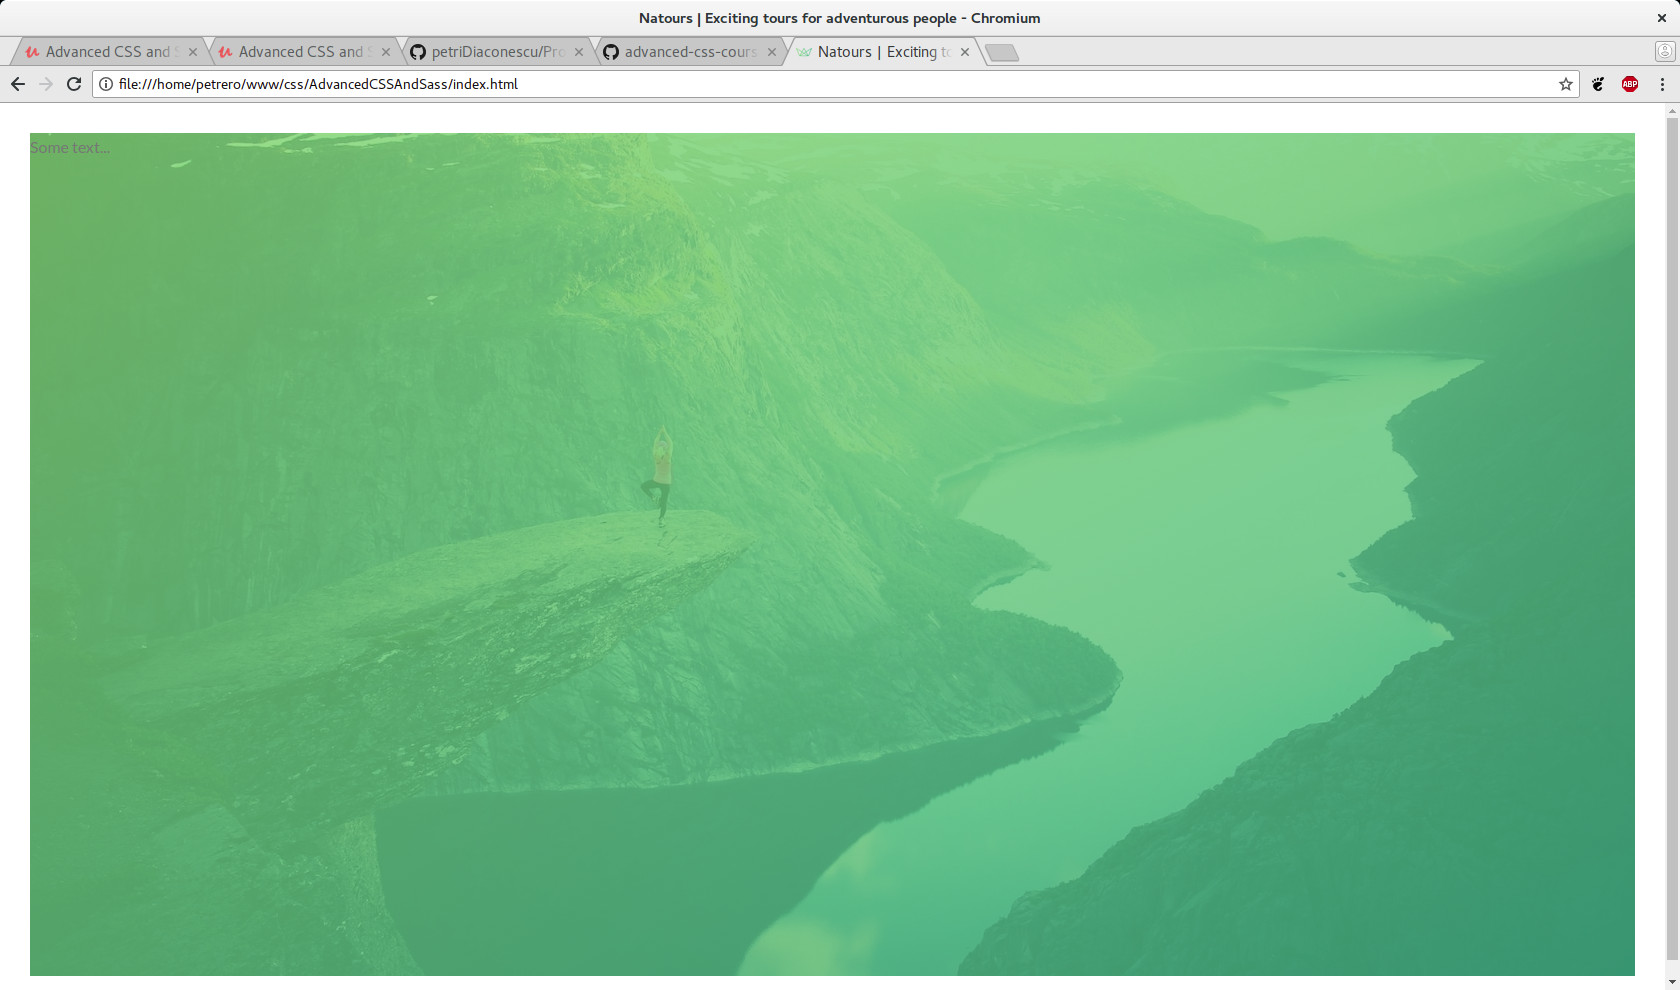 Natours | Exciting tours for adventurous people - Chromium
Advanced CSS and S
Advanced CSS and S
petriDiaconescu/Pro
advanced-css-cours
Natours | Exciting to
file:///home/petrero/www/css/AdvancedCSSAndSass/index.html
ABP
Some text...